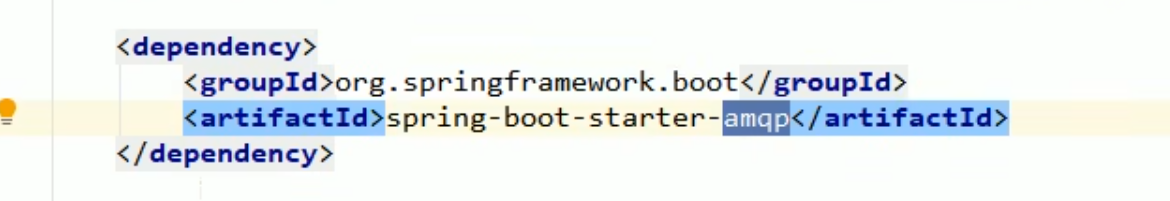 <dependency>
<groupId>org.springframework.boot</groupId>
<artifactId>spring-boot-starter-amqp</artifactId>
</dependency>